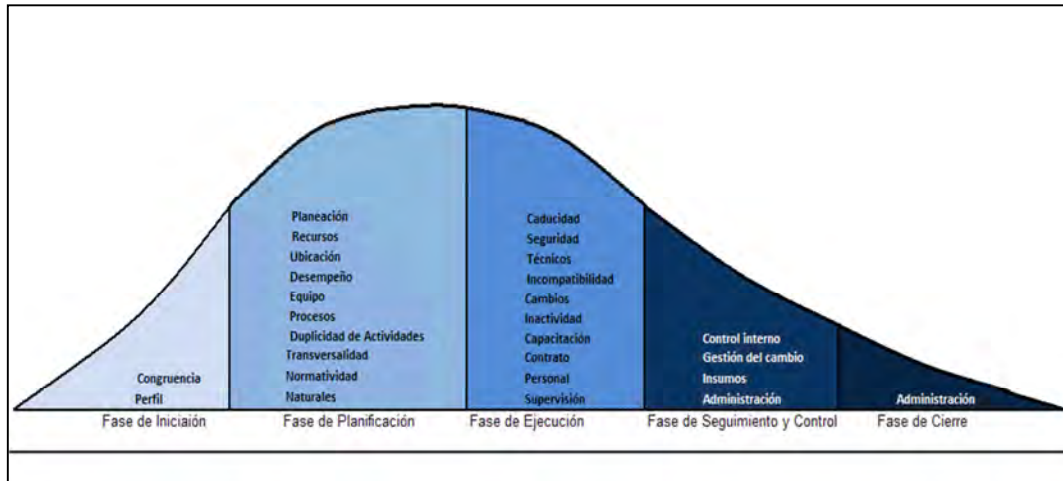 Planeación
Recursos
Ubicación
Desempeño
Equipo
Procesos
Duplicidad de Actividades
Transversalidad
Normatividad
Naturales
Caducidad
Seguridad
Técnicos
Incompatibilidad
Cambios
Inactividad
Capacitación
Contrato
Personal
Supervisión
Control interno
Gestión del cambio
Insumos
Administración
Congruencia
Perfil
Administración
Fase de Iniciaión
Fase de Planificación
Fase de Ejecución
Fase de Seguimiento y Control
Fase de Cierre